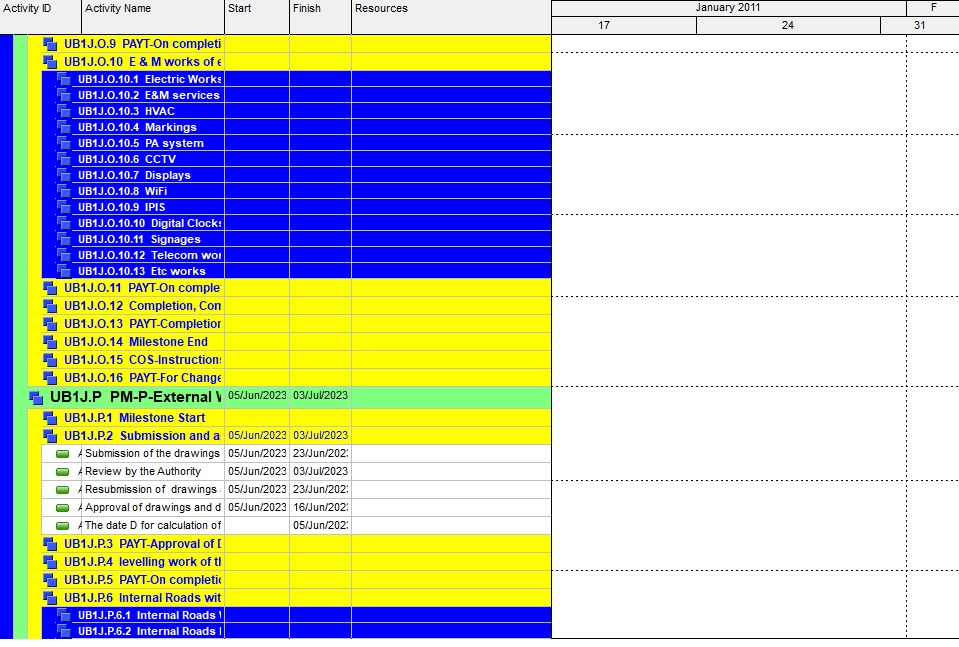 Activity ID Activity Name Start Finish Resources January 2011 F
17 24 31
UB1J.O.9 PAYT-On completi
UB1J.O.10 E & M works of e
UB1J.O.10.1 Electric Works
UB1J.O.10.2 E&M services
UB1J.O.10.3 HVAC
UB1J.O.10.4 Markings
UB1J.O.10.5 PA system
UB1J.O.10.6 CCTV
UB1J.O.10.7 Displays
UB1J.O.10.8 WiFi
UB1J.O.10.9 IPIS
UB1J.O.10.10 Digital Clocks
UB1J.O.10.11 Signages
UB1J.O.10.12 Telecom wor
UB1J.O.10.13 Etc works
UB1J.O.11 PAYT-On comple
UB1J.O.12 Completion, Com
UB1J.O.13 PAYT-Completion
UB1J.O.14 Milestone End
UB1J.O.15 COS-Instructions
UB1J.O.16 PAYT-For Change
UB1J.P PM-P-External W 05/Jun/2023 03/Jul/2023
UB1J.P.1 Milestone Start
UB1J.P.2 Submission and a 05/Jun/2023 03/Jul/2023
A Submission of the drawings 05/Jun/2023 23/Jun/202
A Review by the Authority 05/Jun/2023 03/Jul/2023
A Resubmission of drawings 05/Jun/2023 23/Jun/202
A Approval of drawings and d 05/Jun/2023 16/Jun/202
A The date D for calculation of 05/Jun/202
UB1J.P.3 PAYT-Approval of D
UB1J.P.4 levelling work of th
UB1J.P.5 PAYT-On completio
UB1J.P.6 Internal Roads wit
UB1J.P.6.1 Internal Roads
UB1J.P.6.2 Internal Roads